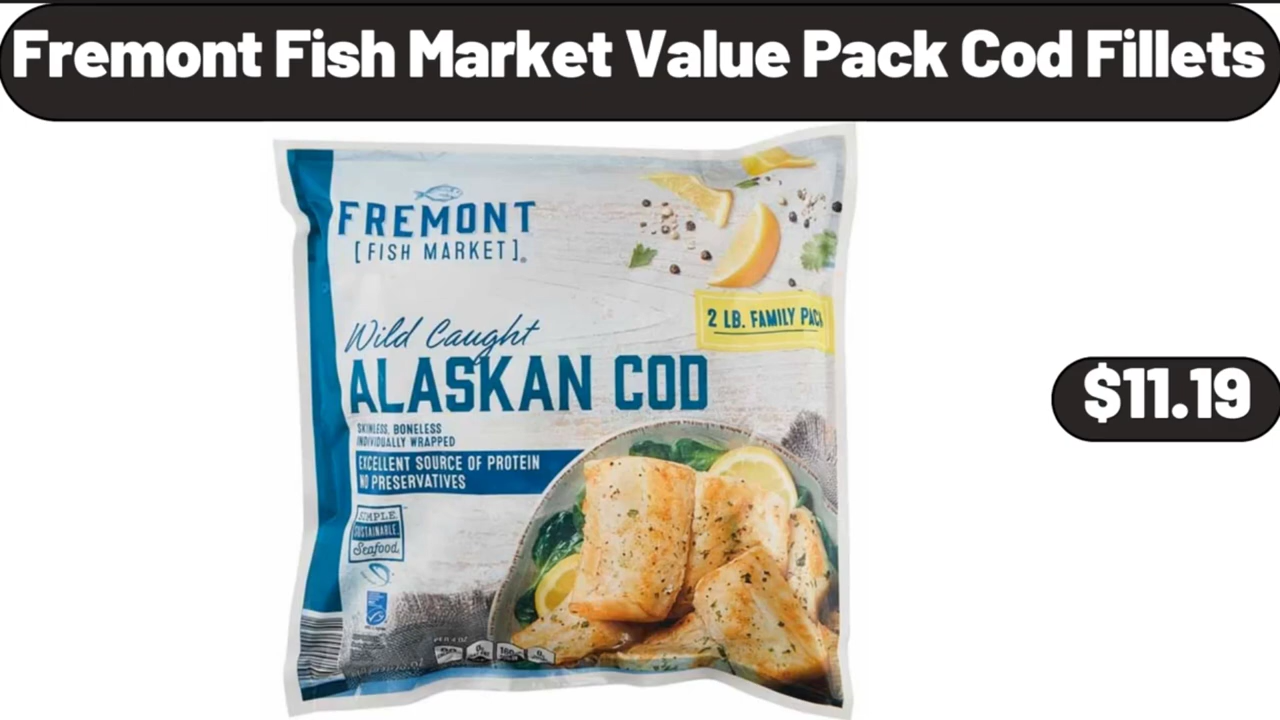 Fremont Fish Market Value Pack Cod Fillets
FREMONT
[FISH MARKET]®
2 LB. FAMILY PACK
Wild Caught
ALASKAN COD
SKINLESS, BONELESS
INDIVIDUALLY WRAPPED
EXCELLENT SOURCE OF PROTEIN
NO PRESERVATIVES
SIMPLE.
SUSTAINABLE.
Seafood.
$11.19